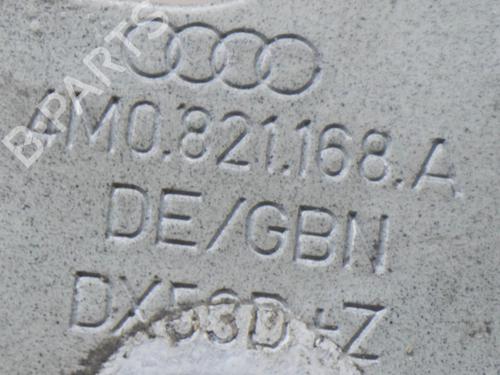 B-PARTS
4M0.821.168.A
DE/GBN
DX53D+Z